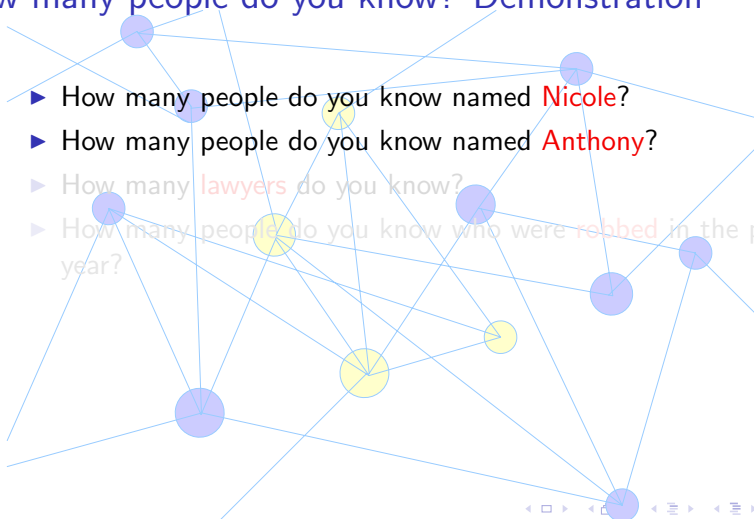 w many people do you know? Demonstration
How many people do you know named Nicole?
How many people do you know named Anthony?
How many lawyers do you know?
How many people do you know who were robbed in the p
year?